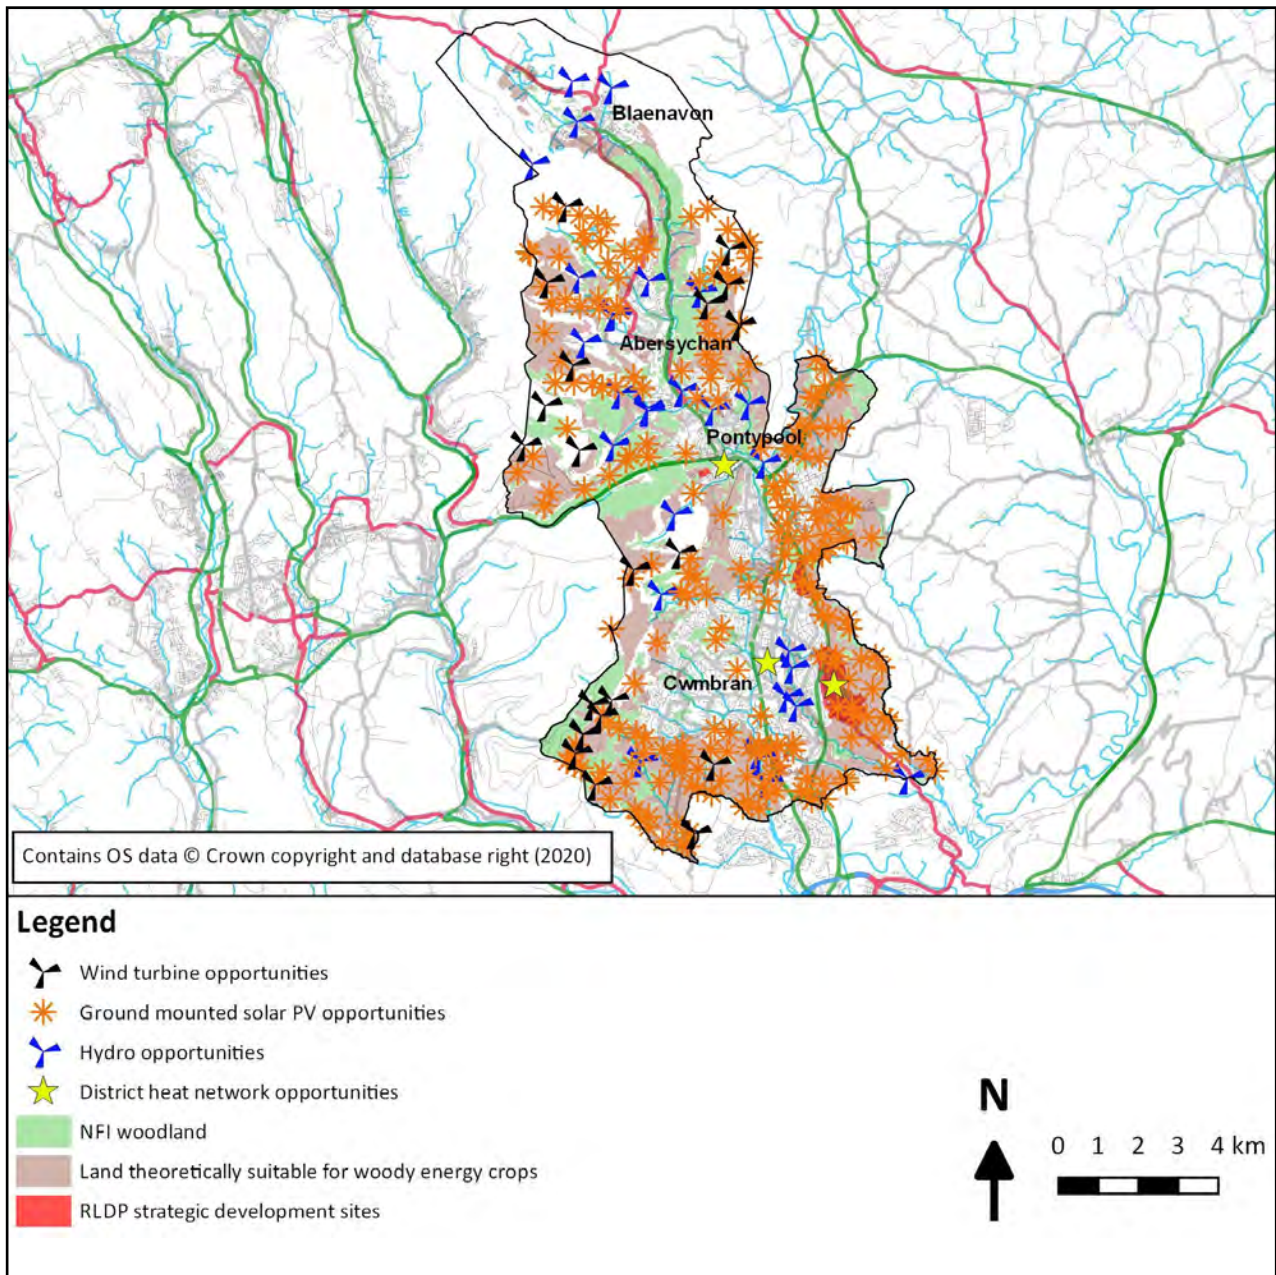 Blaenavon
Abersychan
Pontypool
Cwmbran
Contains OS data © Crown copyright and database right (2020)
Legend
Wind turbine opportunities
Ground mounted solar PV opportunities
Hydro opportunities
District heat network opportunities
NFI woodland
Land theoretically suitable for woody energy crops
RLDP strategic development sites
N
0 1 2 3 4 km